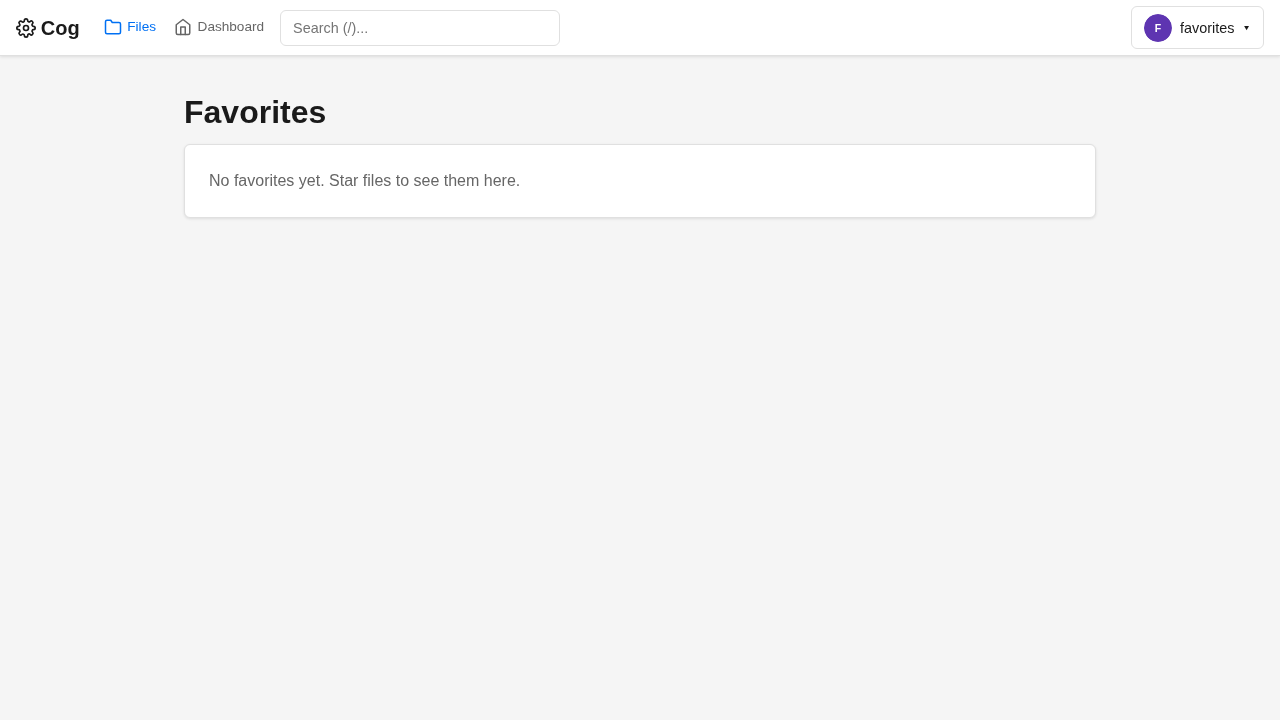 Cog
Files
Dashboard
Search (/)...
F
favorites
Favorites
No favorites yet. Star files to see them here.